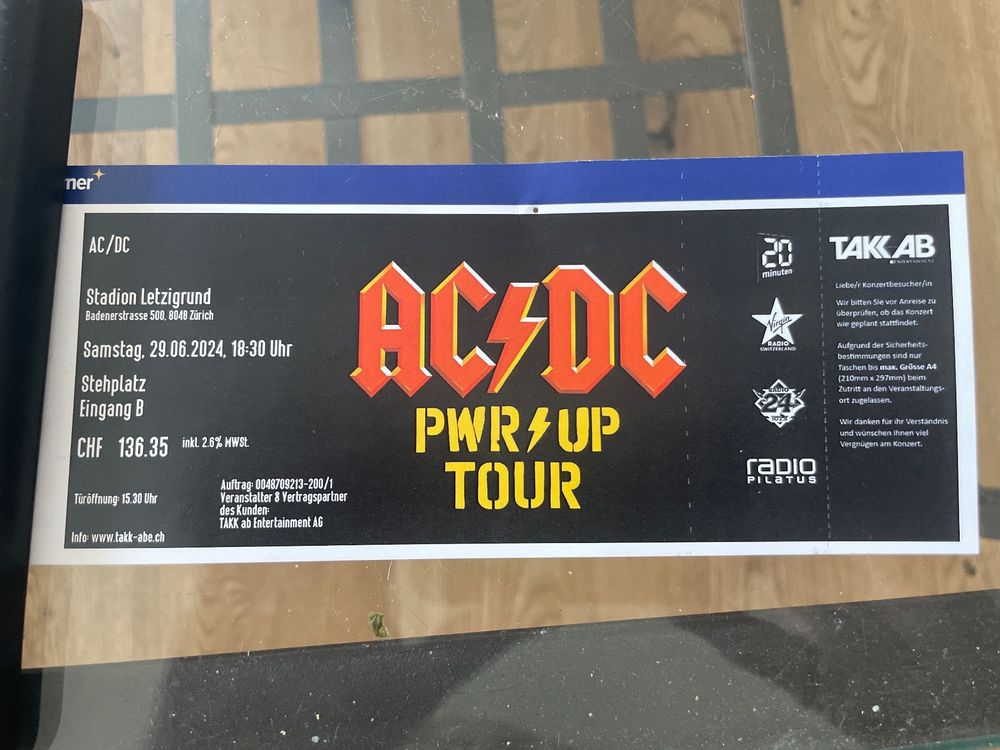 AC/DC
Stadion Letzigrund
Badenerstrasse 500, 8048 Zürich
Samstag, 29.06.2024, 18:30 Uhr
Stehplatz
Eingang B
CHF 136.35 inkl. 2.6% MWSt.
Türöffnung: 15.30 Uhr
Info: www.takk-abe.ch
Auftrag: 0048709213-200/1
Veranstalter & Vertragspartner
des Kunden:
TAKK ab Entertainment AG
AC/DC
PWR UP
TOUR
20
minuten
Virgin
RADIO
SWITZERLAND
RADIO
24
RADIO
PILATUS
TAKK AB
ENTERTAINMENT
Liebe/r Konzertbesucher/in
Wir bitten Sie vor Anreise zu
überprüfen, ob das Konzert
wie geplant stattfindet.
Aufgrund der Sicherheits-
bestimmungen sind nur
Taschen bis max. Grösse A4
(210mm x 297mm) beim
Zutritt an den Veranstaltungs-
ort zugelassen.
Wir danken für ihr Verständnis
und wünschen Ihnen viel
Vergnügen am Konzert.